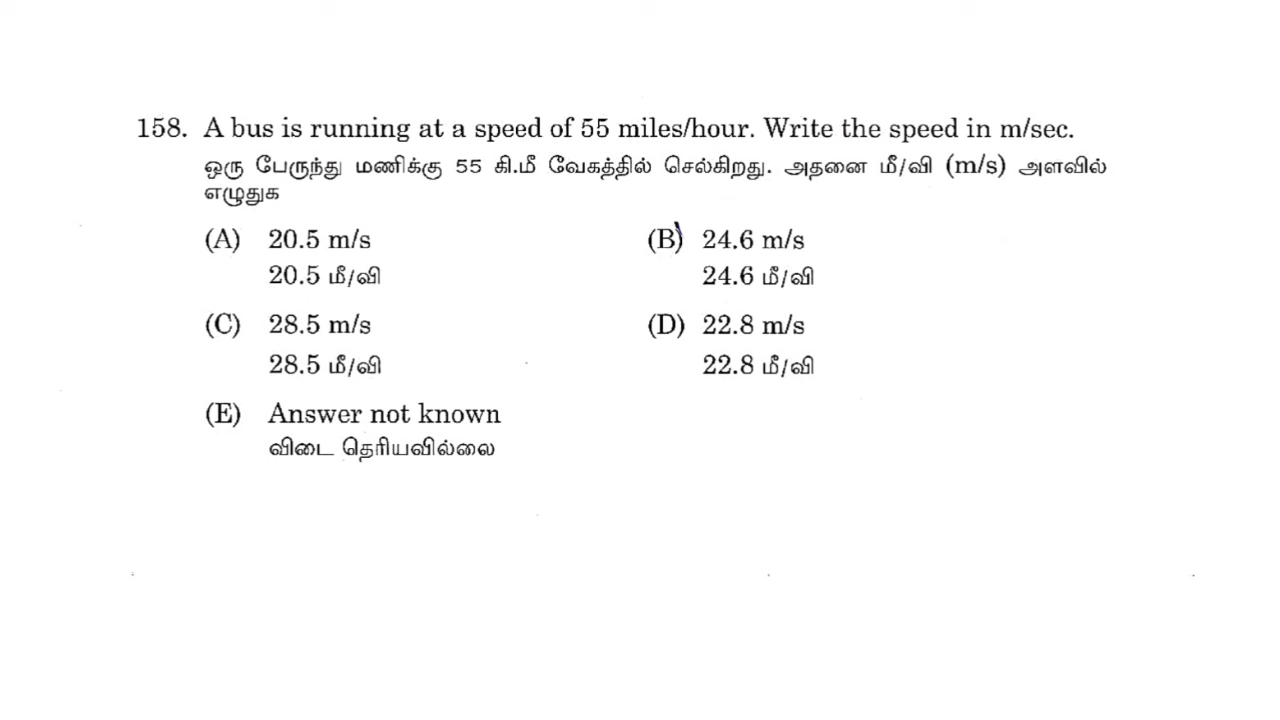 158. A bus is running at a speed of 55 miles/hour. Write the speed in m/sec.
ஒரு பேருந்து மணிக்கு 55 கி.மீ வேகத்தில் செல்கிறது. அதனை மீ/வி (m/s) அளவில்
எழுதுக
(A) 20.5 m/s (B) 24.6 m/s
20.5 மீ/வி 24.6 மீ/வி
(C) 28.5 m/s (D) 22.8 m/s
28.5 மீ/வி 22.8 மீ/வி
(E) Answer not known
விடை தெரியவில்லை